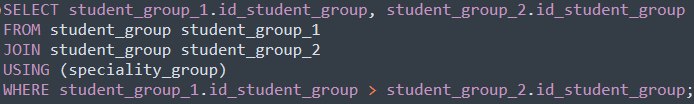 SELECT student_group_1.id_student_group, student_group_2.id_student_group
FROM student_group student_group_1
JOIN student_group student_group_2
USING (speciality_group)
WHERE student_group_1.id_student_group > student_group_2.id_student_group;